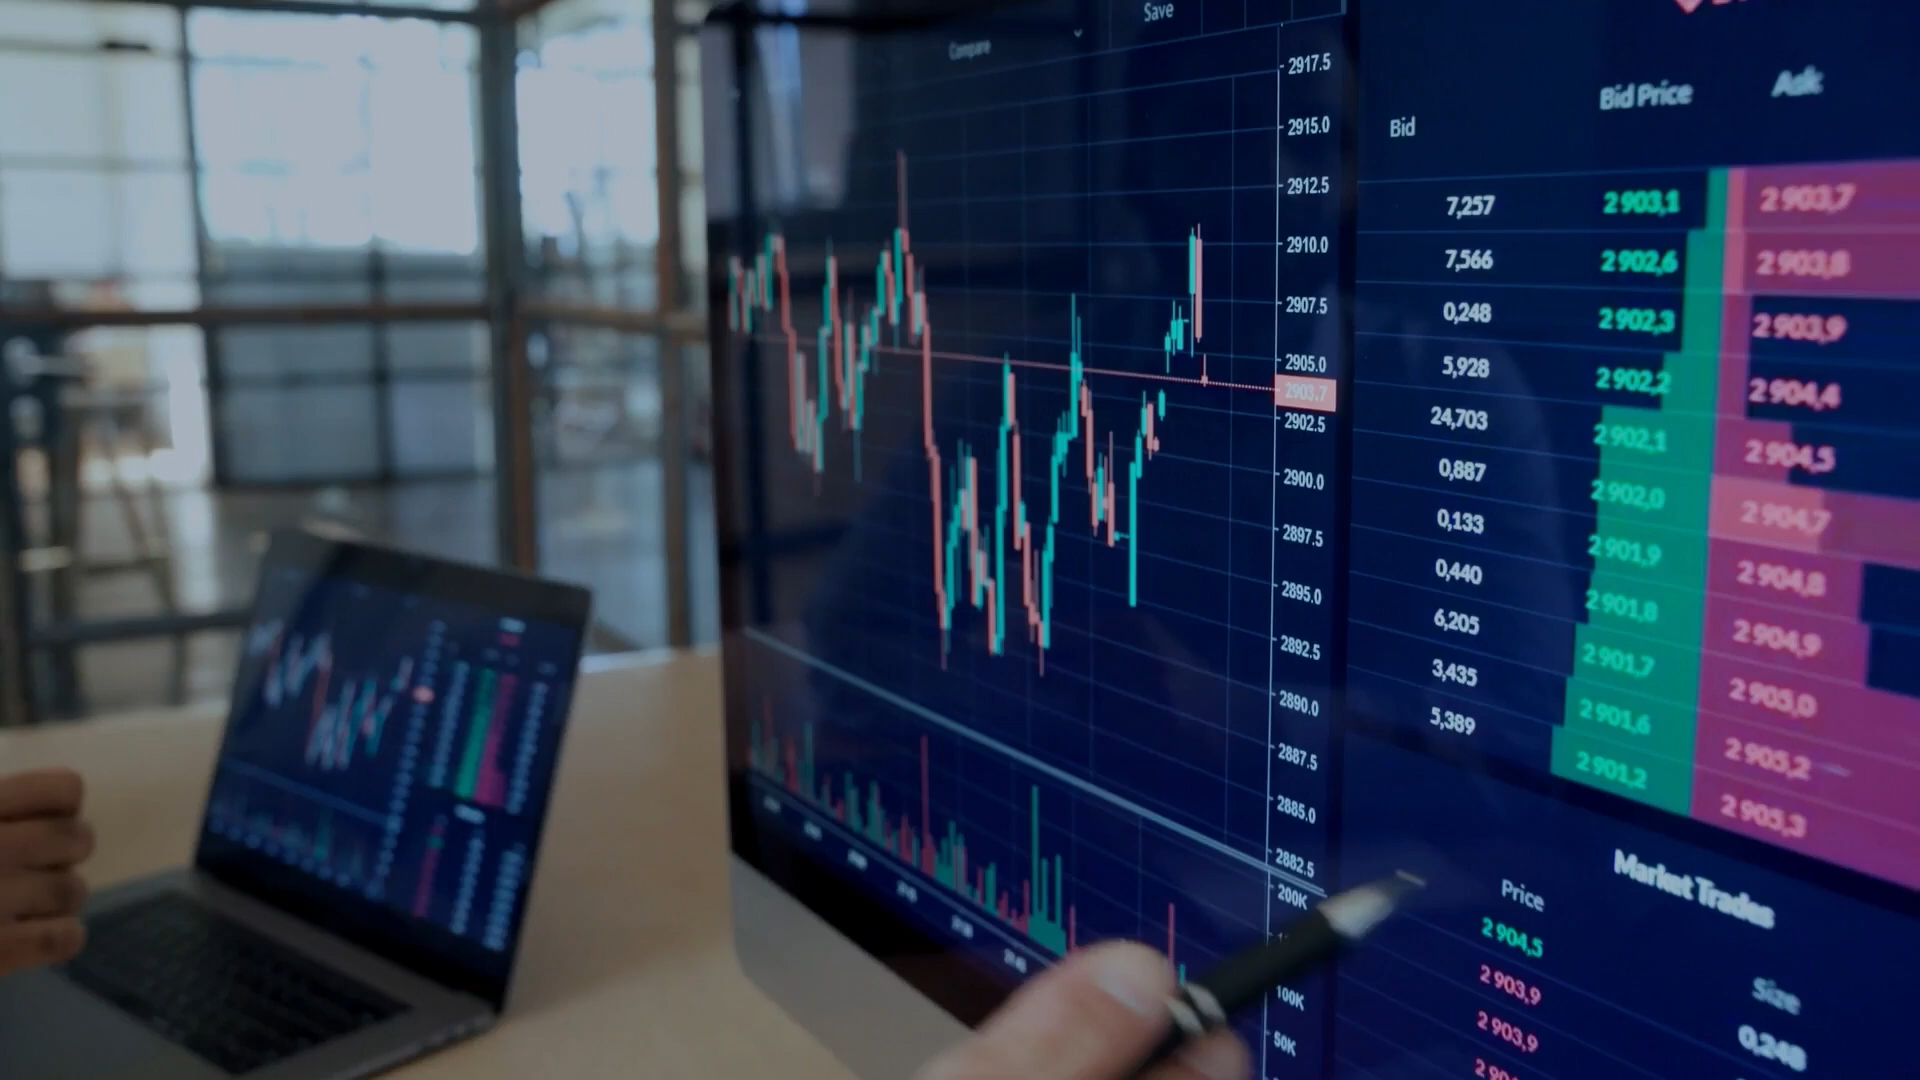 Save
Compare
2917.5
2915.0
2912.5
2910.0
2907.5
2905.0
2903.7
2902.5
2900.0
2897.5
2895.0
2892.5
2890.0
2887.5
2885.0
2882.5
200K
100K
50K
Bid Bid Price Ask
7,257 2 903,1 2 903,7
7,566 2 902,6 2 903,8
0,248 2 902,3 2 903,9
5,928 2 902,2 2 904,4
24,703 2 902,1 2 904,5
0,887 2 902,0 2 904,7
0,133 2 901,9 2 904,8
0,440 2 901,8 2 904,9
6,205 2 901,7 2 905,0
3,435 2 901,6 2 905,2
5,389 2 901,2 2 905,3
Market Trades
Price Size
2 904,5 0,248
2 903,9
2 903,9